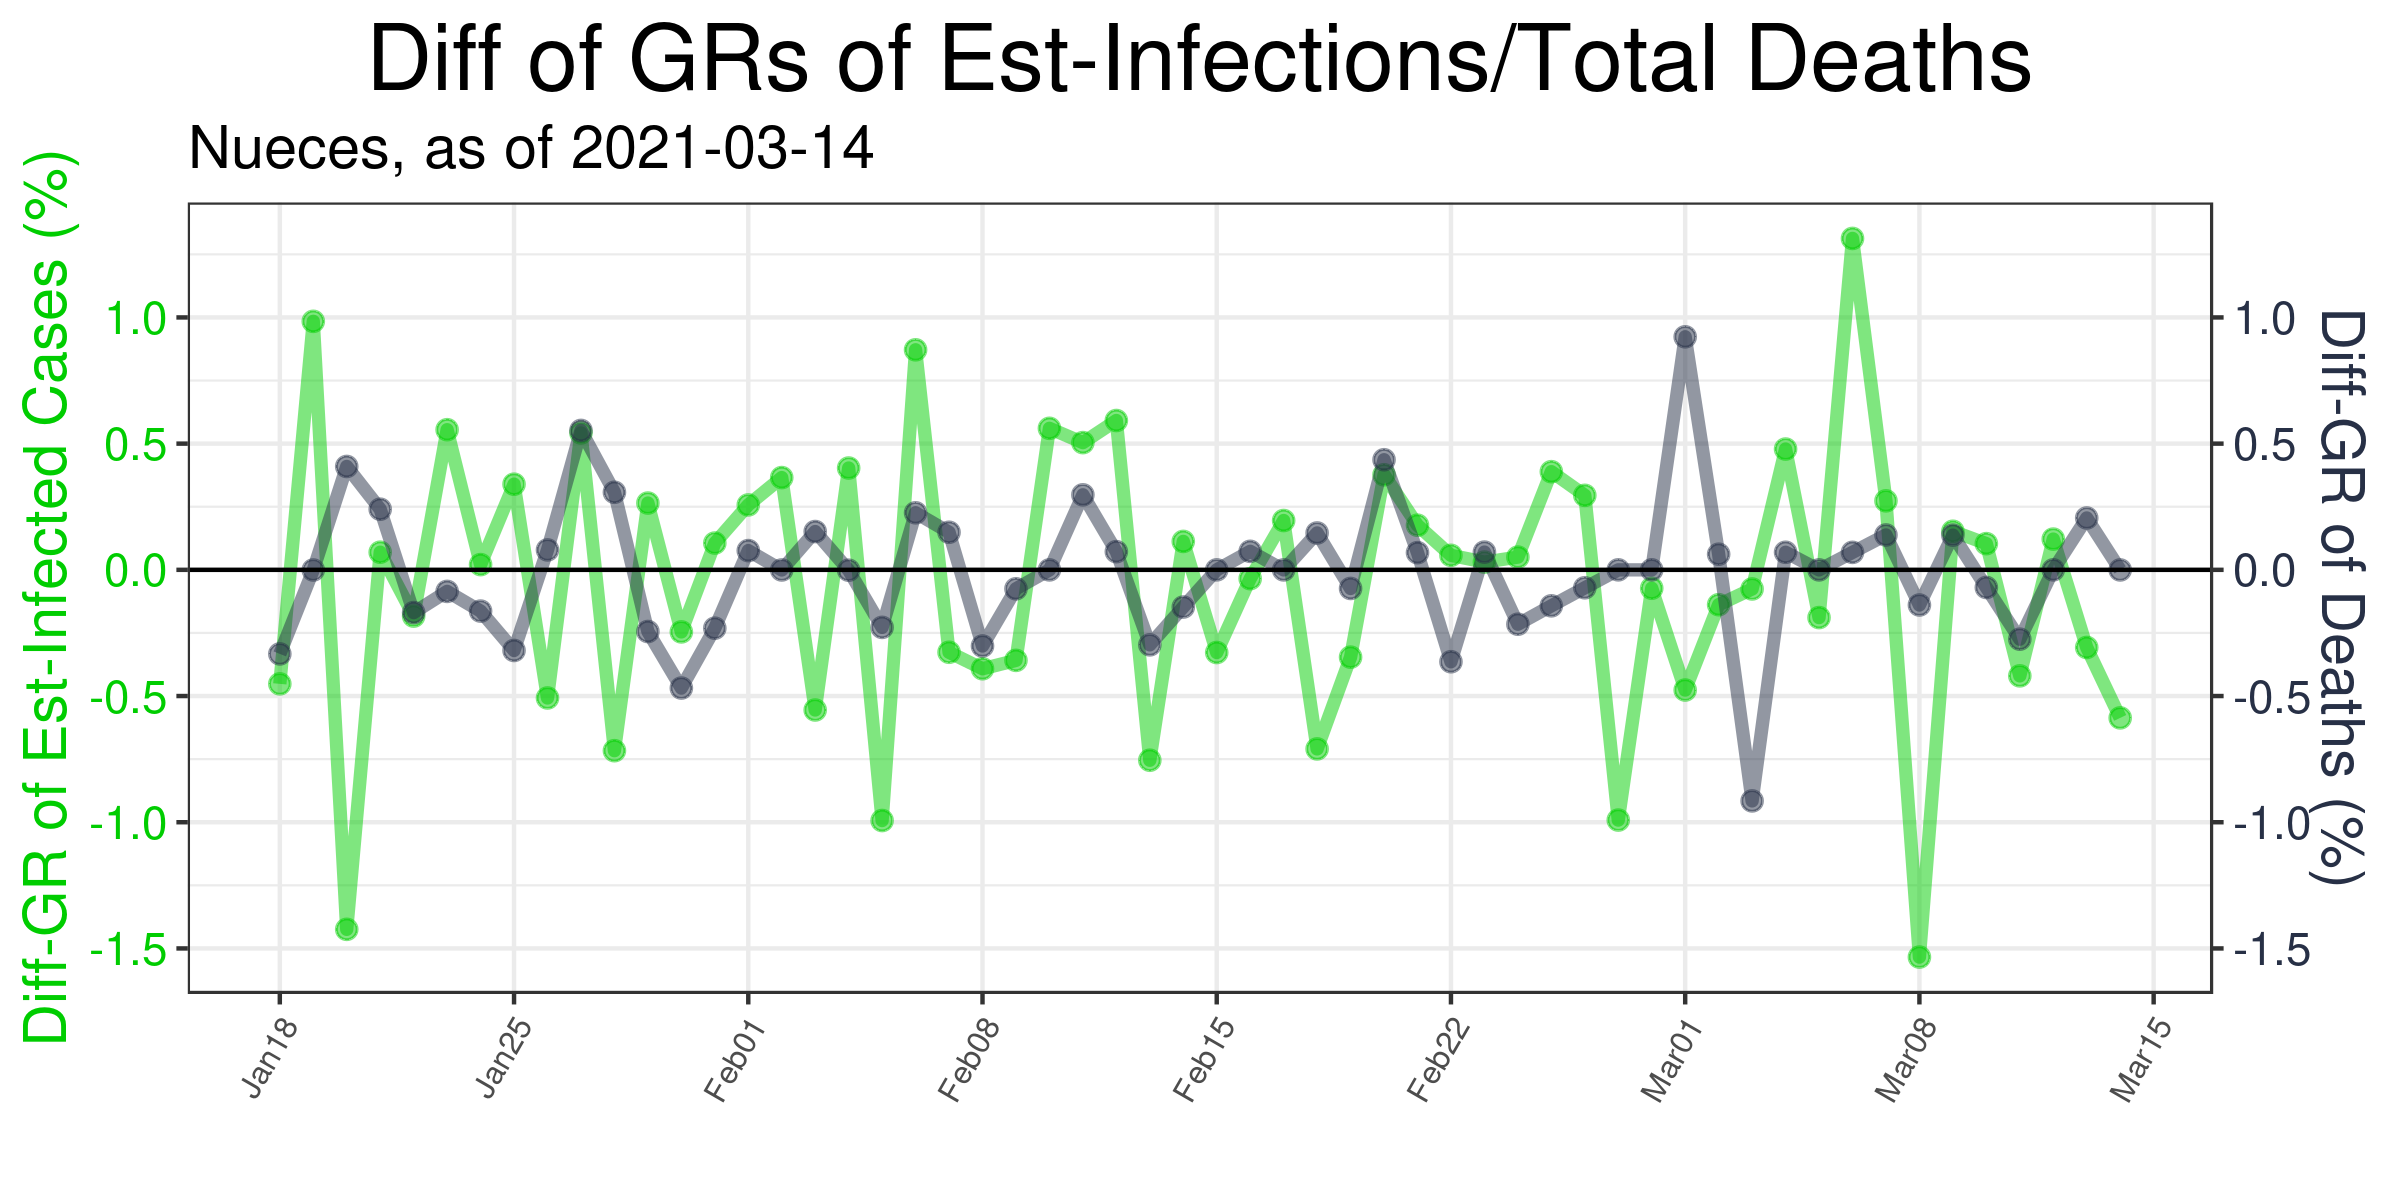 Diff of GRs of Est-Infections/Total Deaths
Nueces, as of 2021-03-14
Diff-GR of Est-Infected Cases (%)
1.0
0.5
0.0
-0.5
-1.0
-1.5
1.0
0.5
0.0
-0.5
-1.0
-1.5
Diff-GR of Deaths (%)
Jan18
Jan25
Feb01
Feb08
Feb15
Feb22
Mar01
Mar08
Mar15